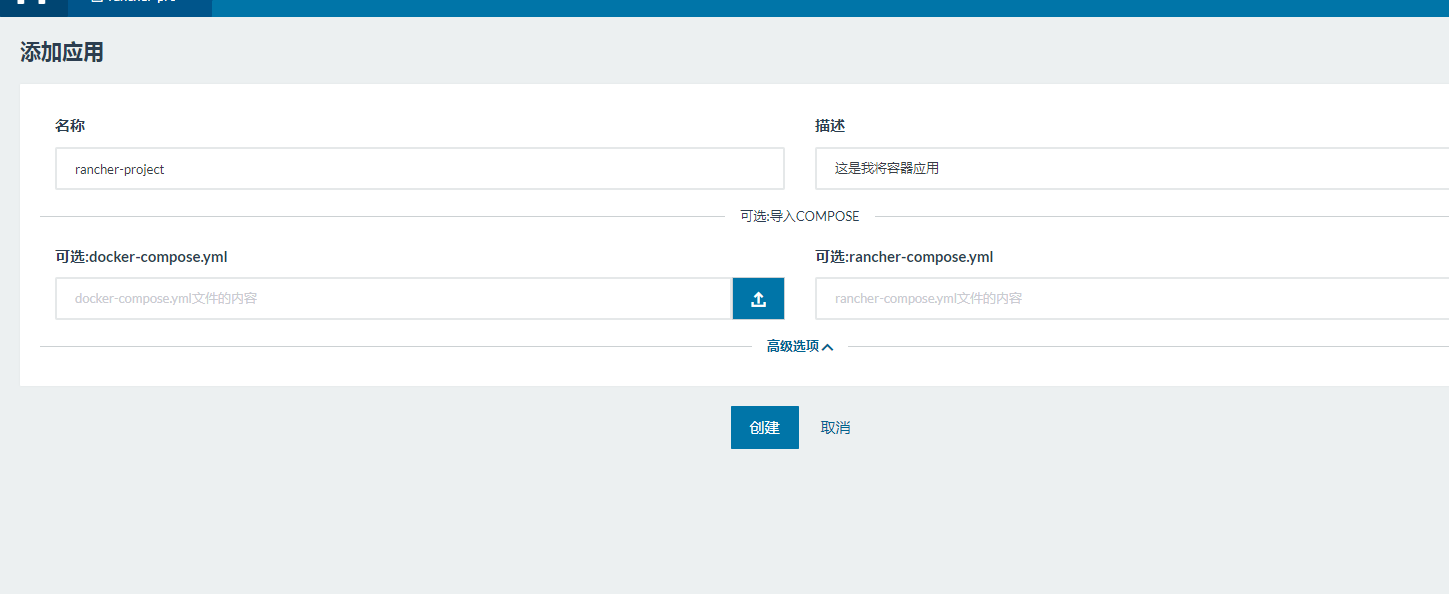 添加应用
名称
描述
rancher-project
这是我将容器应用
可选:导入COMPOSE
可选:docker-compose.yml
可选:rancher-compose.yml
docker-compose.yml文件的内容
rancher-compose.yml文件的内容
高级选项
创建
取消